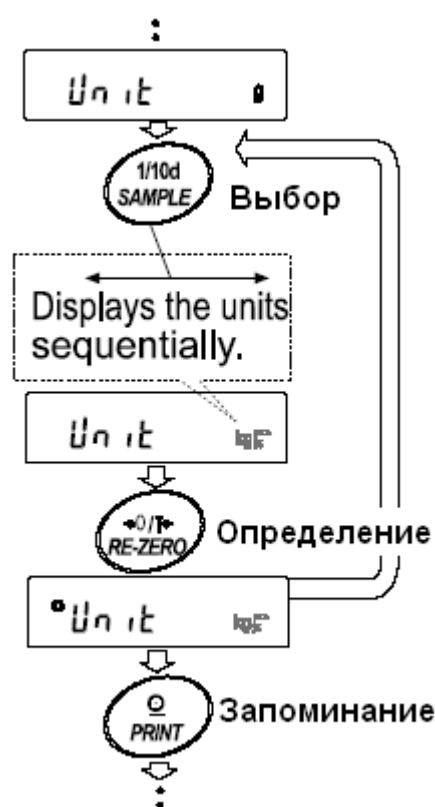 Unit g
1/10d
SAMPLE
Выбор
Displays the units
sequentially.
Unit
→0/T←
RE-ZERO
Определение
Unit
PRINT
Запоминание